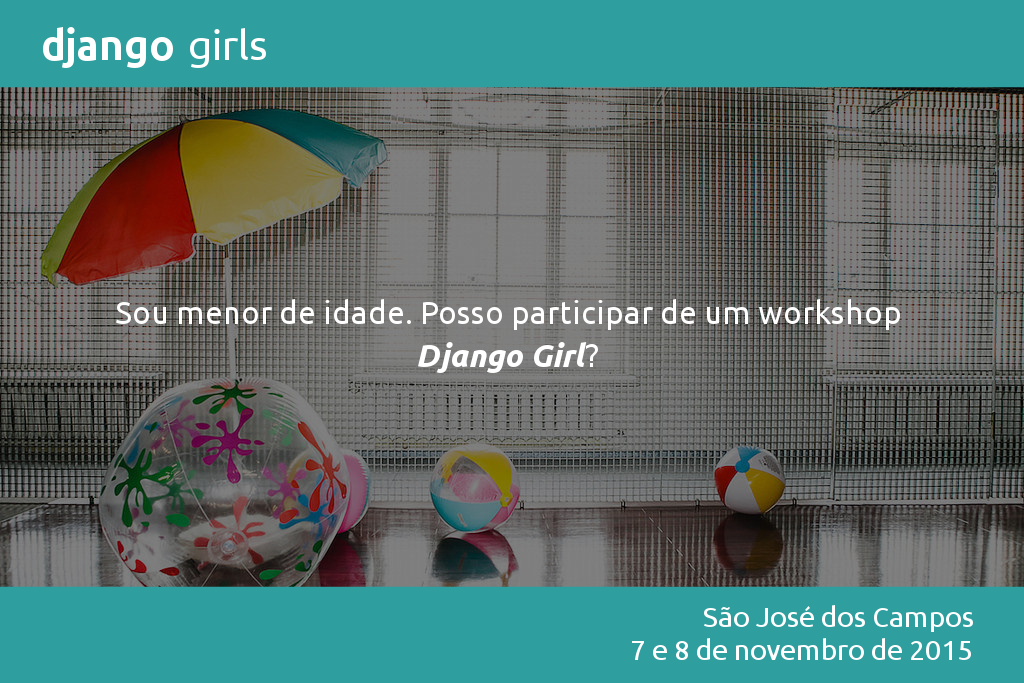 django girls
Sou menor de idade. Posso participar de um workshop
Django Girl?
São José dos Campos
7 e 8 de novembro de 2015